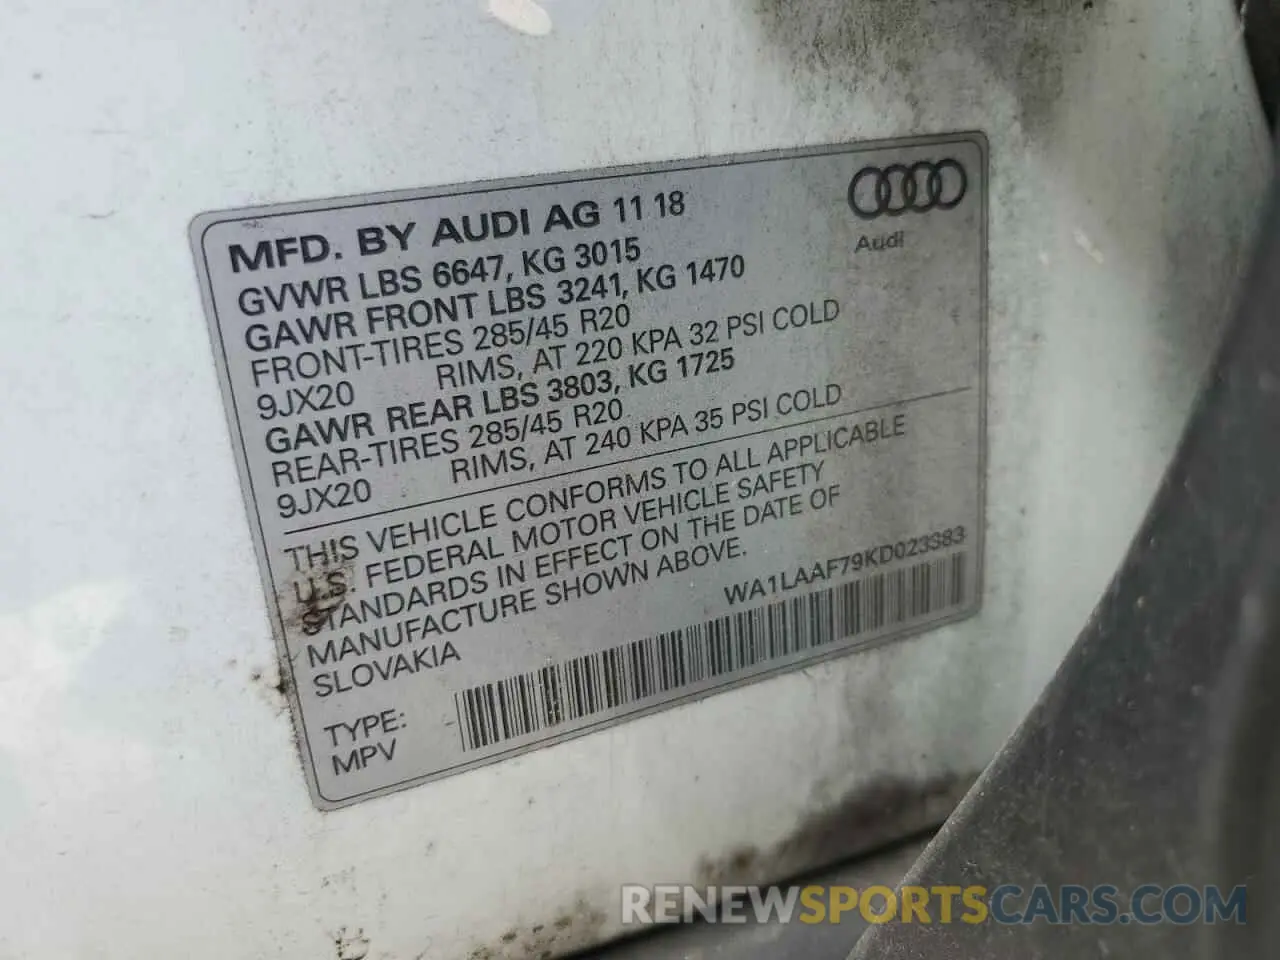 MFD. BY AUDI AG 11 18
Audi
GVWR LBS 6647, KG 3015
GAWR FRONT LBS 3241, KG 1470
FRONT-TIRES 285/45 R20
9JX20 RIMS, AT 220 KPA 32 PSI COLD
GAWR REAR LBS 3803, KG 1725
REAR-TIRES 285/45 R20
9JX20 RIMS, AT 240 KPA 35 PSI COLD
THIS VEHICLE CONFORMS TO ALL APPLICABLE
U.S. FEDERAL MOTOR VEHICLE SAFETY
STANDARDS IN EFFECT ON THE DATE OF
MANUFACTURE SHOWN ABOVE.
SLOVAKIA
WA1LAAF79KD023383
TYPE:
MPV
RENEWSPORTSCARS.COM